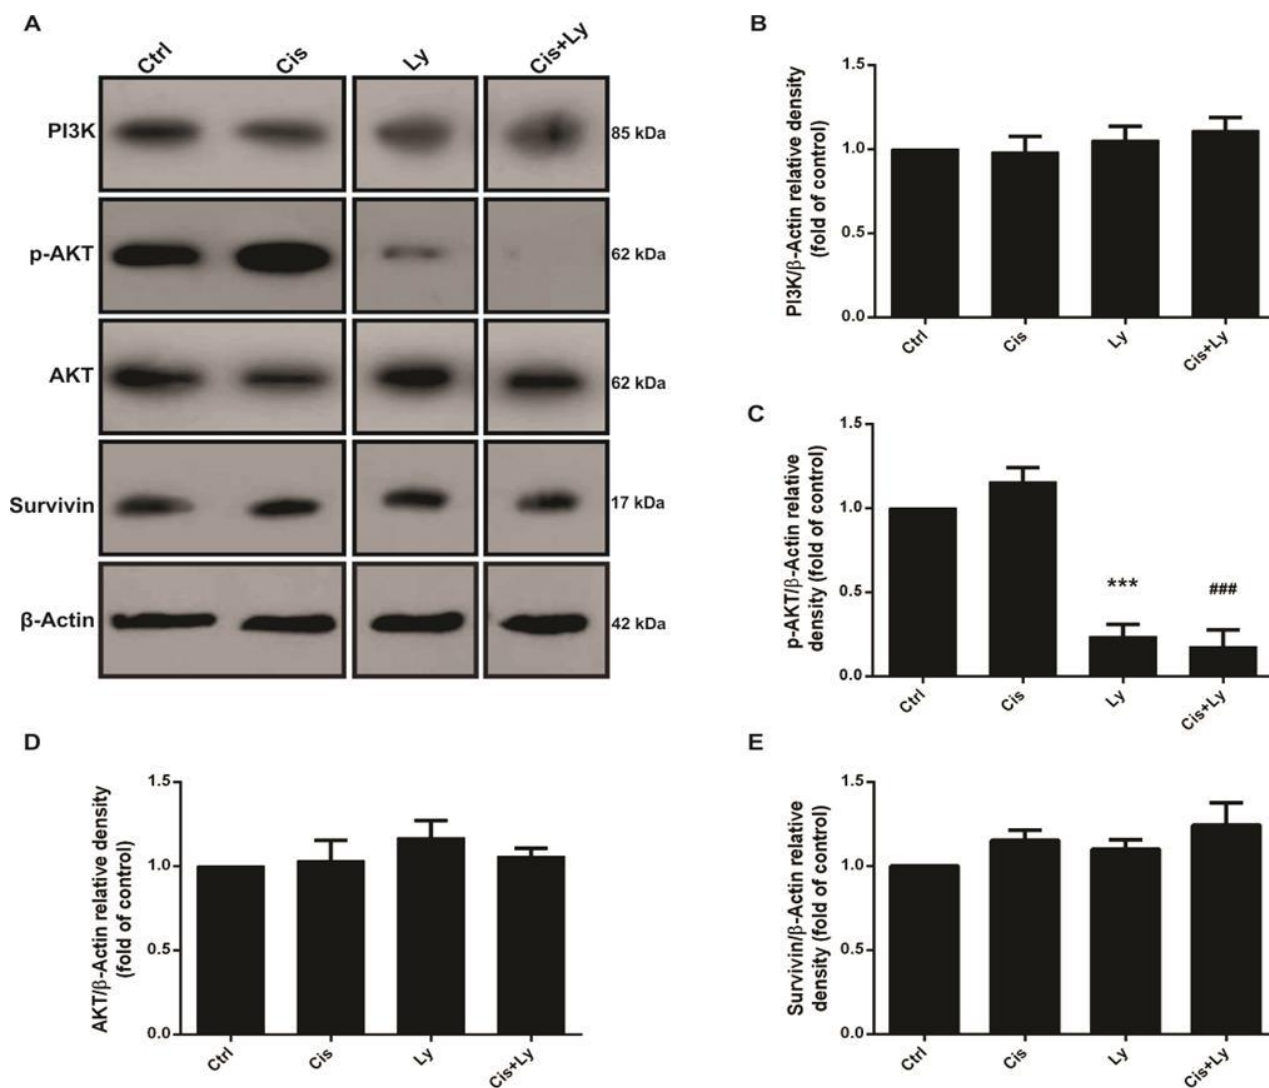 A
Ctrl Cis Ly Cis+Ly
PI3K 85 kDa
p-AKT 62 kDa
AKT 62 kDa
Survivin 17 kDa
β-Actin 42 kDa
B
PI3K/β-Actin relative density
(fold of control)
1.5
1.0
0.5
0.0
Ctrl Cis Ly Cis+Ly
C
p-AKT/β-Actin relative
density (fold of control)
1.5
1.0
0.5
0.0
*** ###
Ctrl Cis Ly Cis+Ly
D
AKT/β-Actin relative density
(fold of control)
1.5
1.0
0.5
0.0
Ctrl Cis Ly Cis+Ly
E
Survivin/β-Actin relative
density (fold of control)
1.5
1.0
0.5
0.0
Ctrl Cis Ly Cis+Ly